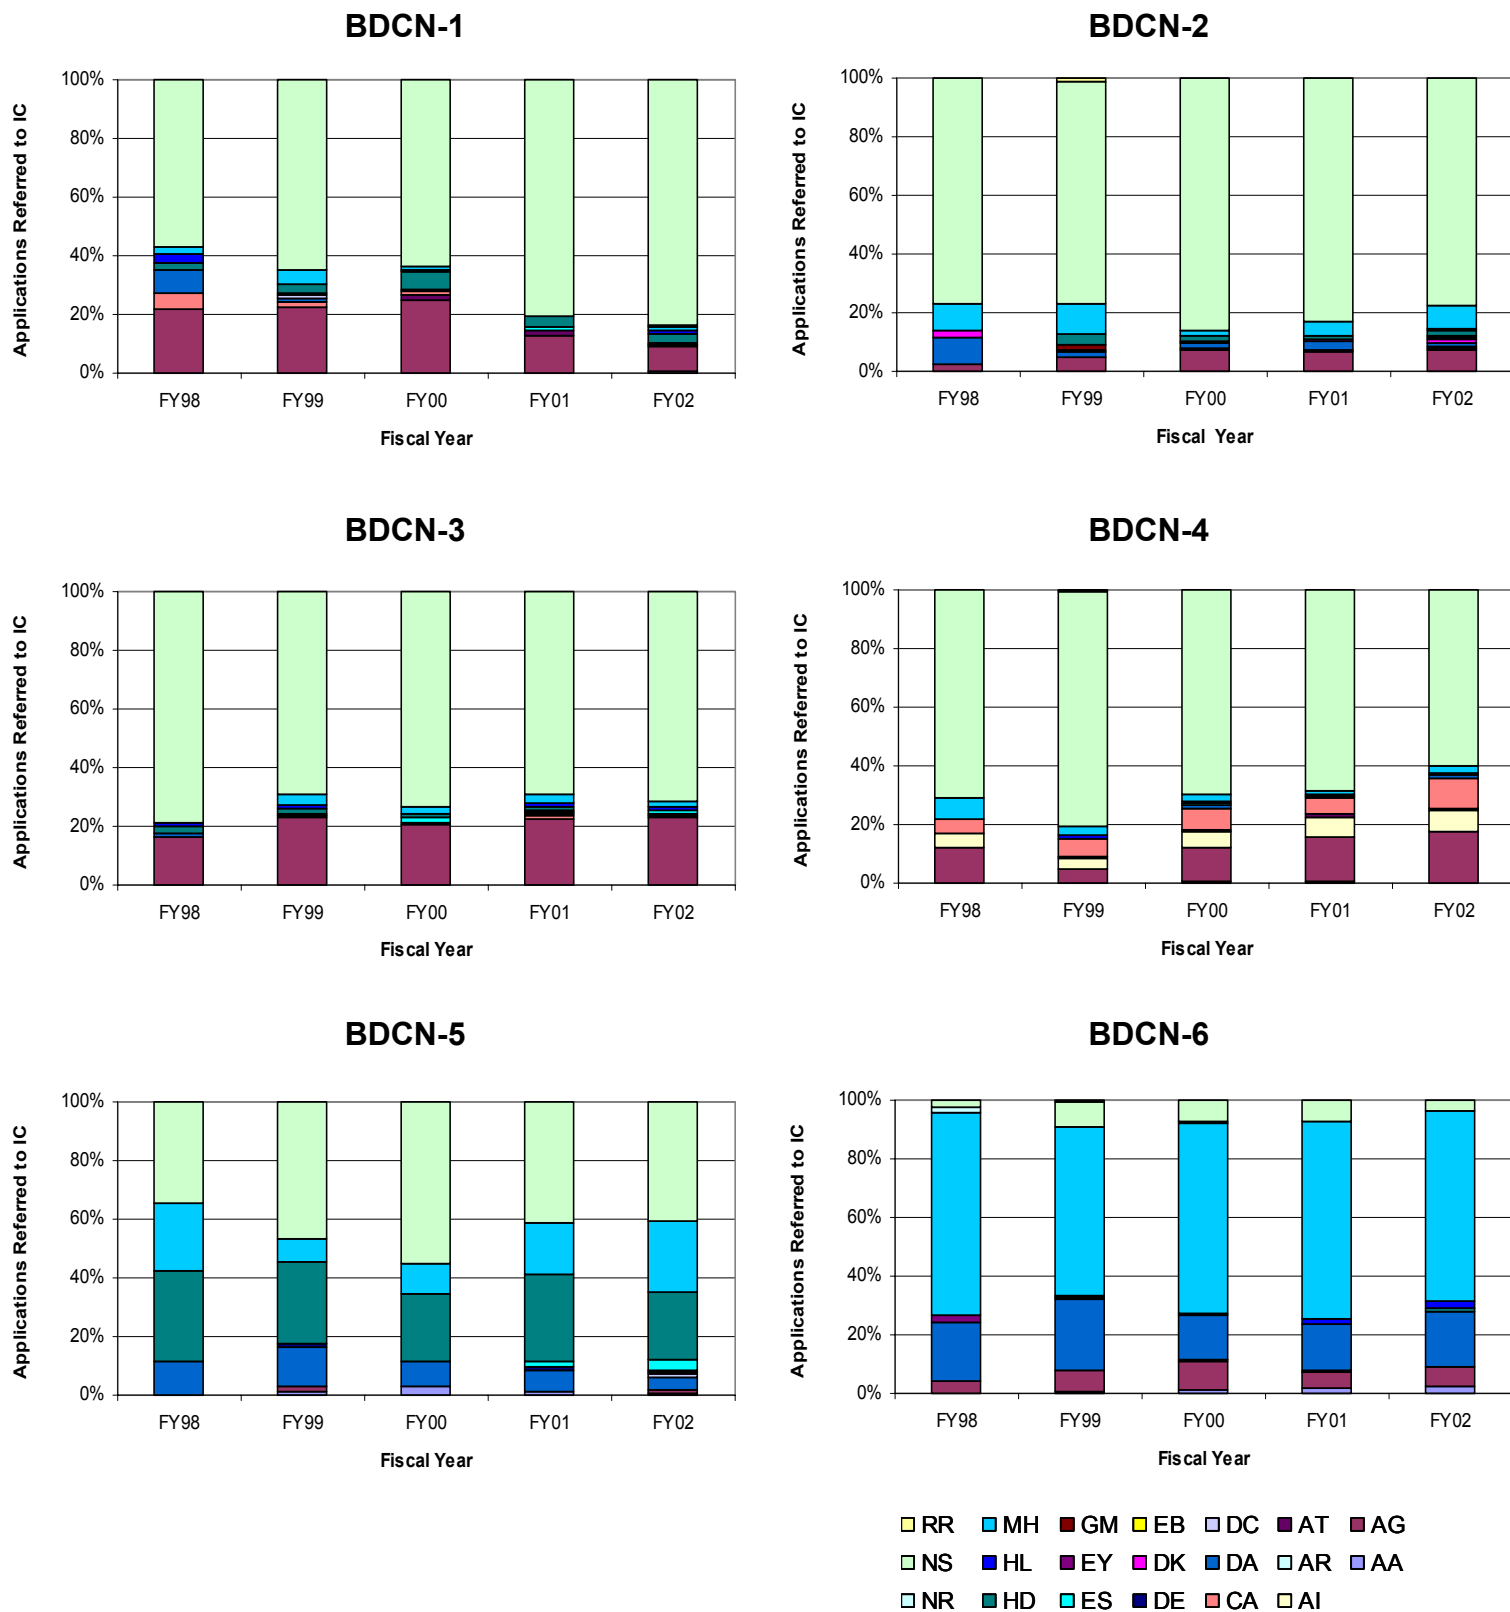 BDCN-1
Applications Referred to IC
100%
80%
60%
40%
20%
0%
FY98 FY99 FY00 FY01 FY02
Fiscal Year
BDCN-2
Applications Referred to IC
100%
80%
60%
40%
20%
0%
FY98 FY99 FY00 FY01 FY02
Fiscal Year
BDCN-3
Applications Referred to IC
100%
80%
60%
40%
20%
0%
FY98 FY99 FY00 FY01 FY02
Fiscal Year
BDCN-4
Applications Referred to IC
100%
80%
60%
40%
20%
0%
FY98 FY99 FY00 FY01 FY02
Fiscal Year
BDCN-5
Applications Referred to IC
100%
80%
60%
40%
20%
0%
FY98 FY99 FY00 FY01 FY02
Fiscal Year
BDCN-6
Applications Referred to IC
100%
80%
60%
40%
20%
0%
FY98 FY99 FY00 FY01 FY02
Fiscal Year
RR MH GM EB DC AT AG
NS HL EY DK DA AR AA
NR HD ES DE CA AI